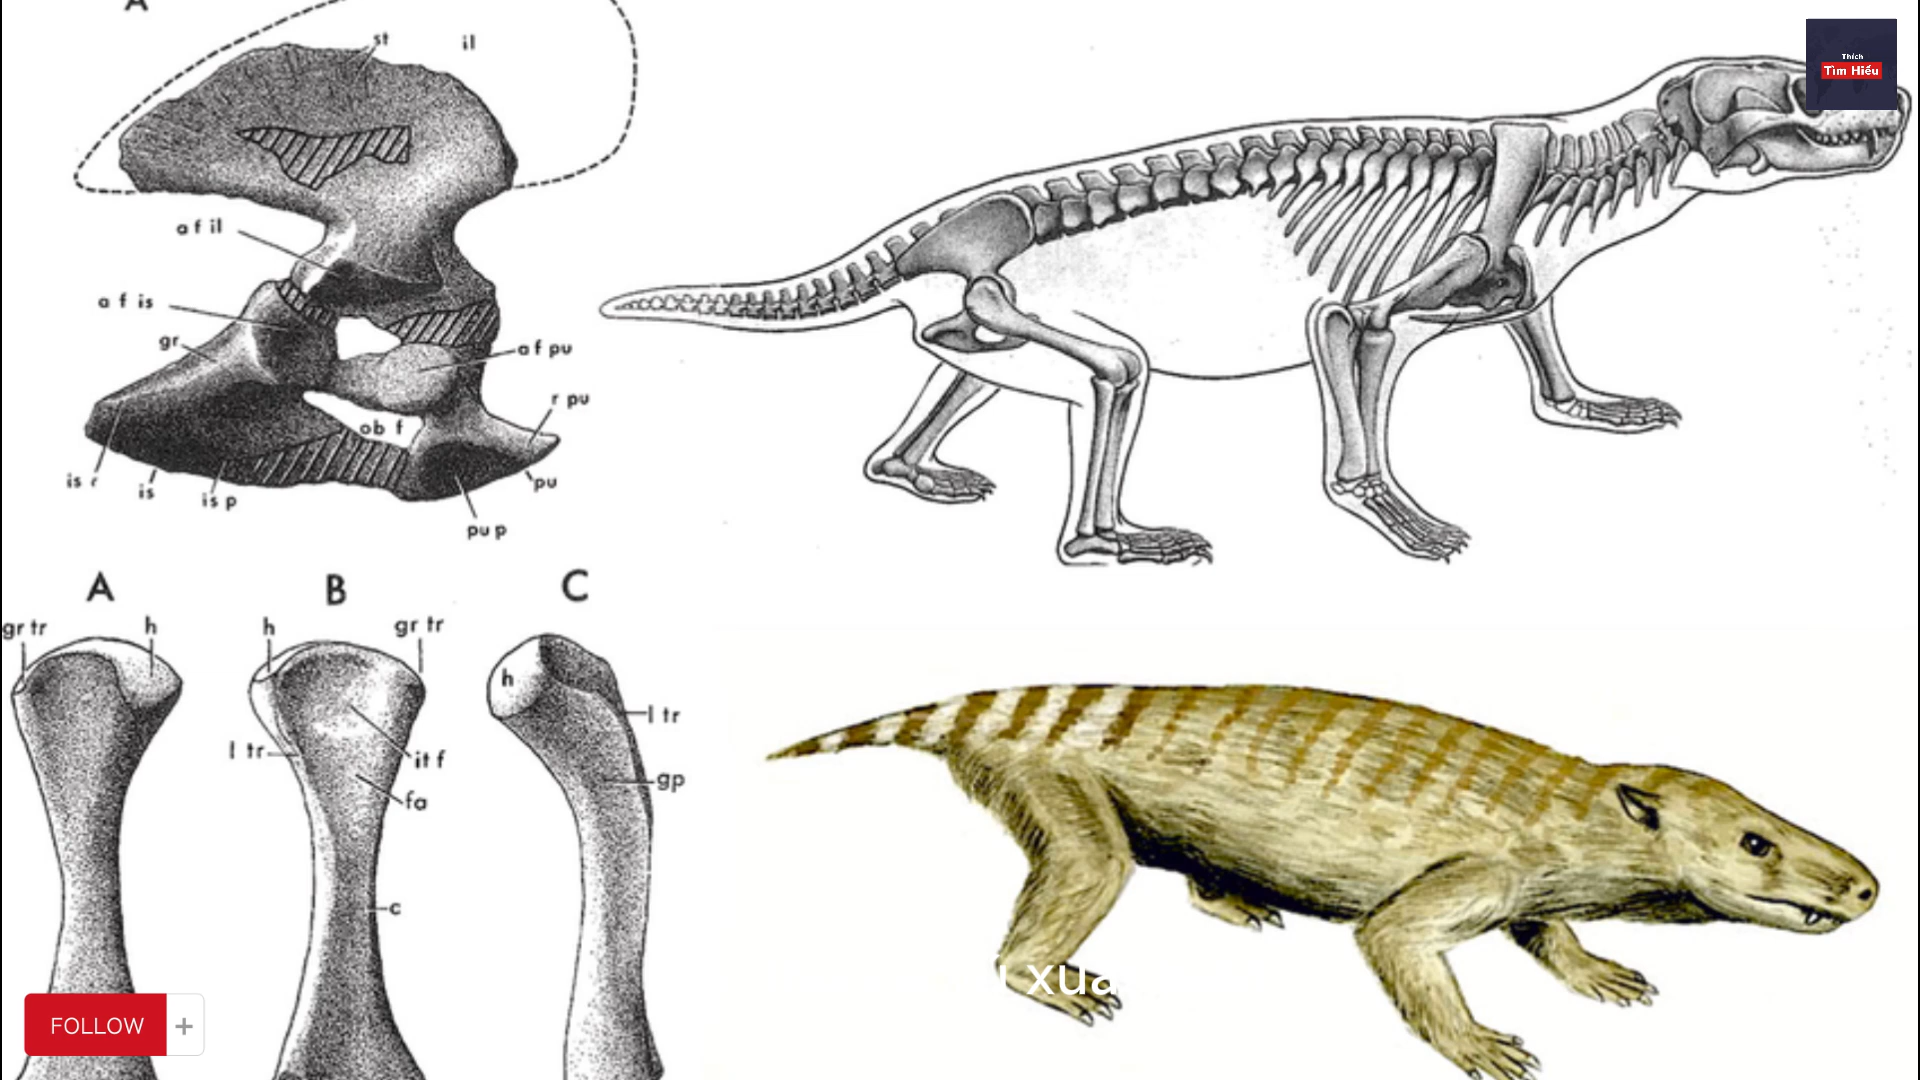 A
st
il
Thích
Tìm Hiểu
a f il
a f is
gr
a f pu
r pu
ob f
is
is p
pu
pu p
A
B
C
gr tr
h
h
gr tr
h
l tr
l tr
it f
gp
fa
c
xua
FOLLOW +